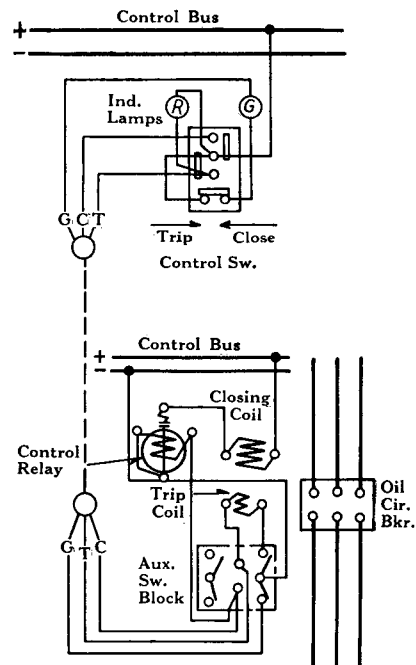 Control Bus
+
−
Ind.
Lamps
R
G
G C T
Trip
Close
Control Sw.
Control Bus
+
−
Closing
Coil
Control
Relay
Trip
Coil
Oil
Cir.
Bkr.
G T C
Aux.
Sw.
Block